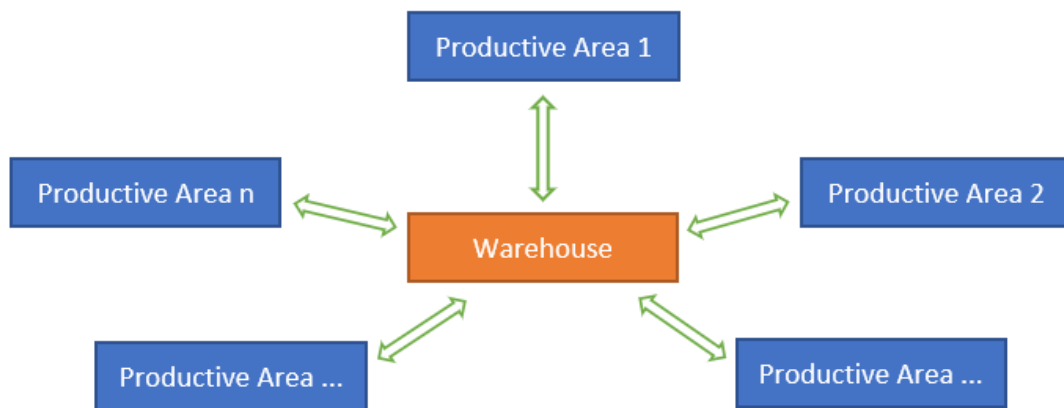 Productive Area 1
Productive Area n
Productive Area 2
Warehouse
Productive Area ...
Productive Area ...